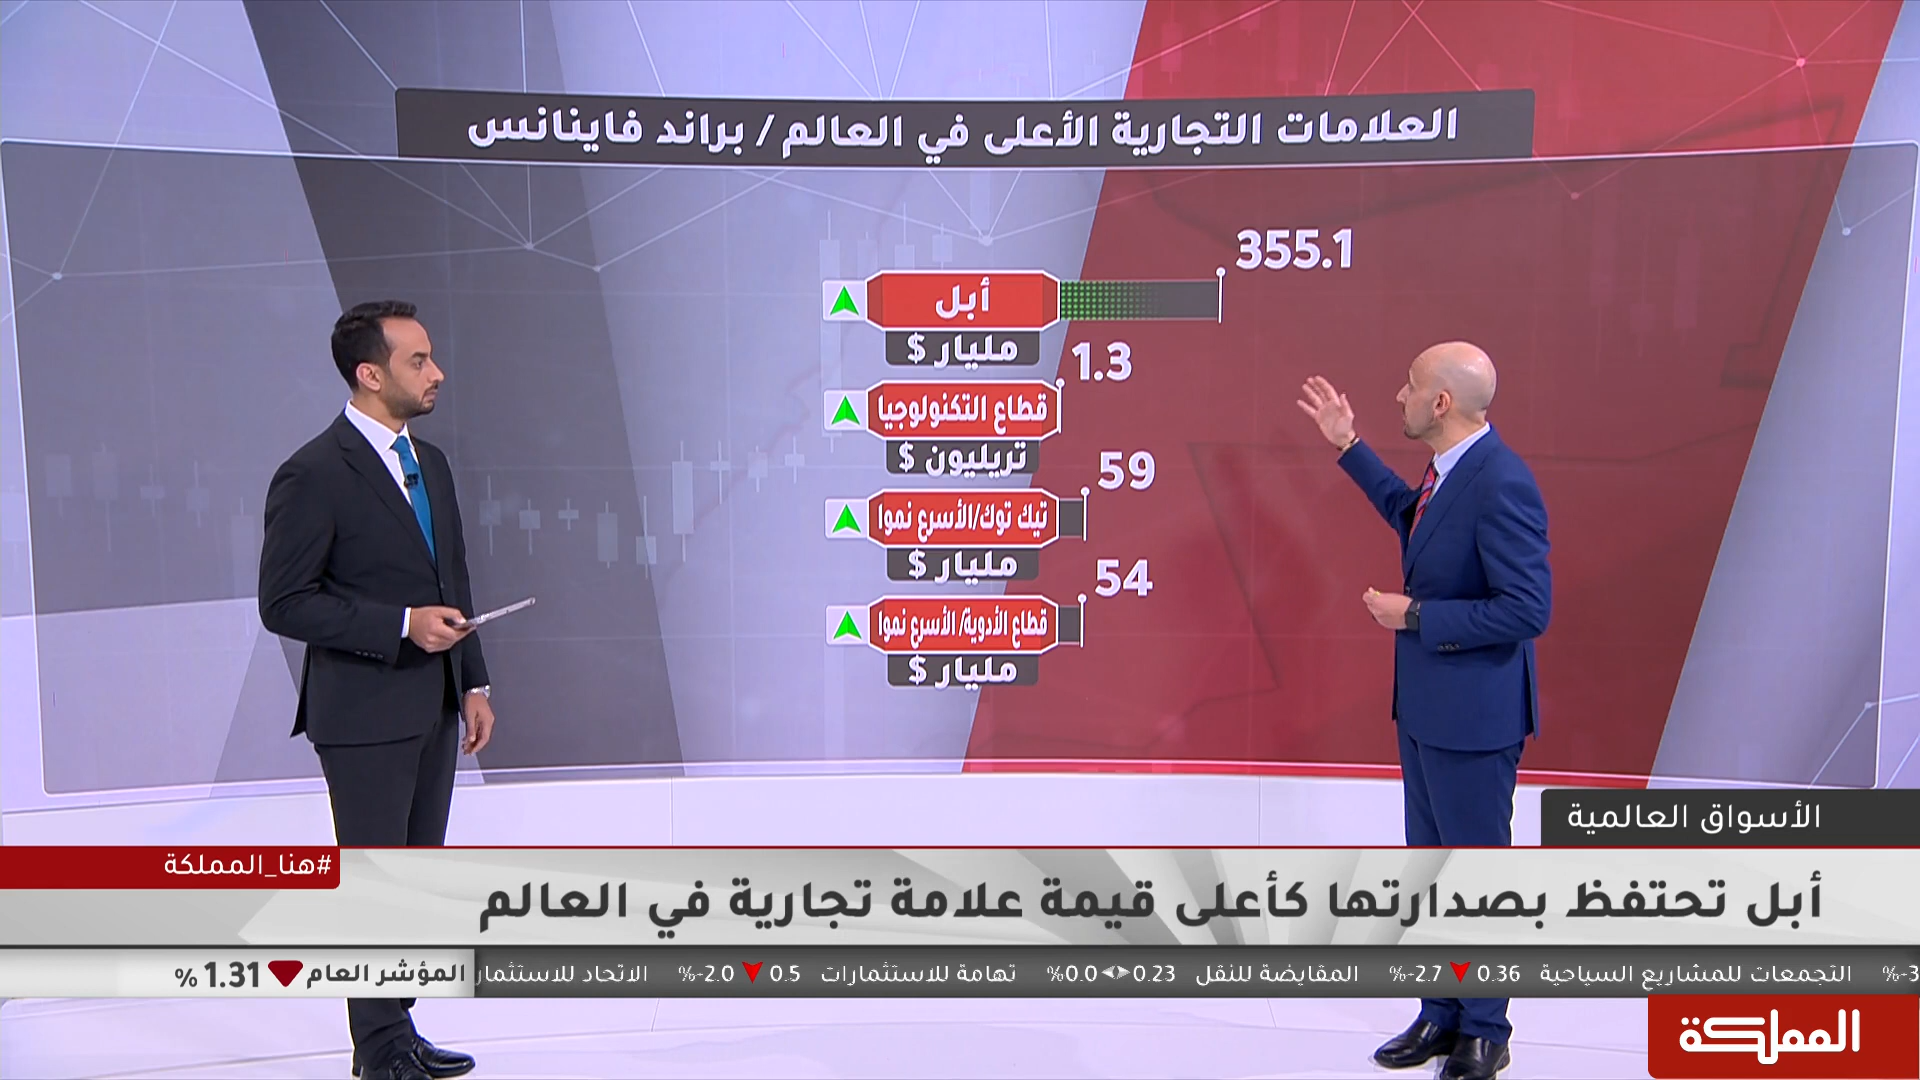 العلامات التجارية الأعلى في العالم / براند فاينانس
355.1
أبل
مليار $
1.3
قطاع التكنولوجيا
تريليون $
59
تيك توك/الأسرع نموا
مليار $
54
قطاع الأدوية/ الأسرع نموا
مليار $
الأسواق العالمية
#هنا_المملكة
أبل تحتفظ بصدارتها كأعلى قيمة علامة تجارية في العالم
%-3 التجمعات للمشاريع السياحية 0.36 %-2.7 المقايضة للنقل 0.23 %0.0 تهامة للاستثمارات 0.5 %-2.0 الاتحاد للاستثمار
المؤشر العام 1.31 %
المملكة